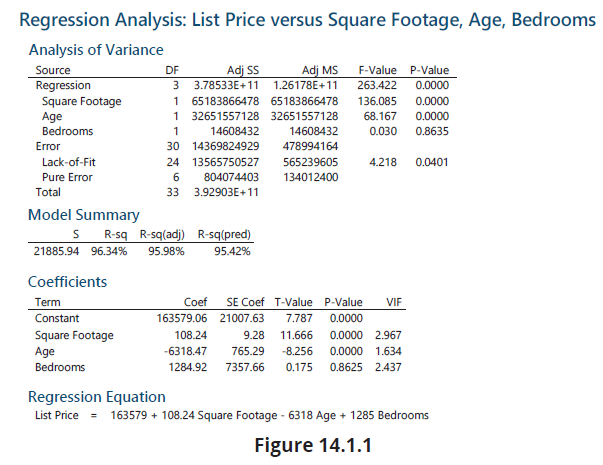 Regression Analysis: List Price versus Square Footage, Age, Bedrooms
Analysis of Variance
Source DF Adj SS Adj MS F-Value P-Value
Regression 3 3.78533E+11 1.26178E+11 263.422 0.0000
Square Footage 1 65183866478 65183866478 136.085 0.0000
Age 1 32651557128 32651557128 68.167 0.0000
Bedrooms 1 14608432 14608432 0.030 0.8635
Error 30 14369824929 478994164
Lack-of-Fit 24 13565750527 565239605 4.218 0.0401
Pure Error 6 804074403 134012400
Total 33 3.92903E+11
Model Summary
S R-sq R-sq(adj) R-sq(pred)
21885.94 96.34% 95.98% 95.42%
Coefficients
Term Coef SE Coef T-Value P-Value VIF
Constant 163579.06 21007.63 7.787 0.0000
Square Footage 108.24 9.28 11.666 0.0000 2.967
Age -6318.47 765.29 -8.256 0.0000 1.634
Bedrooms 1284.92 7357.66 0.175 0.8625 2.437
Regression Equation
List Price = 163579 + 108.24 Square Footage - 6318 Age + 1285 Bedrooms
Figure 14.1.1